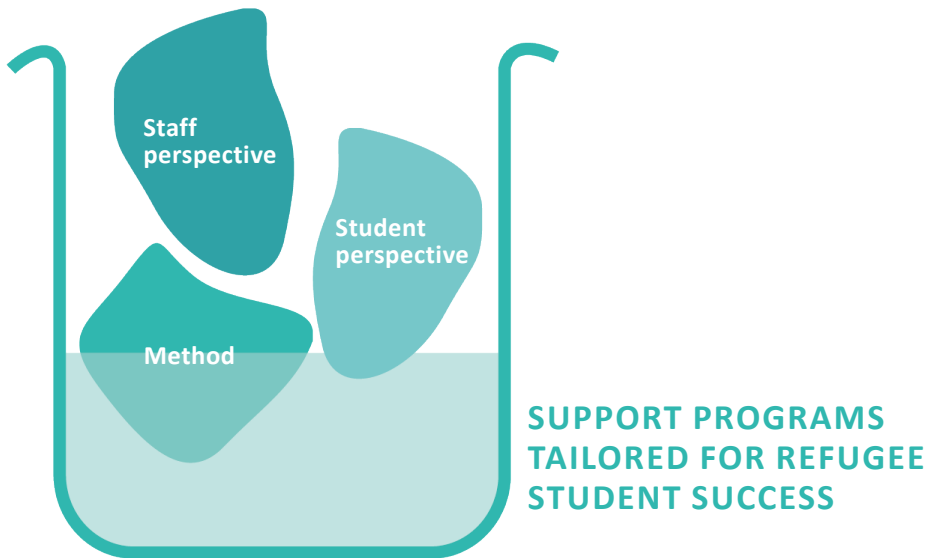 Staff
perspective
Student
perspective
Method
SUPPORT PROGRAMS
TAILORED FOR REFUGEE
STUDENT SUCCESS